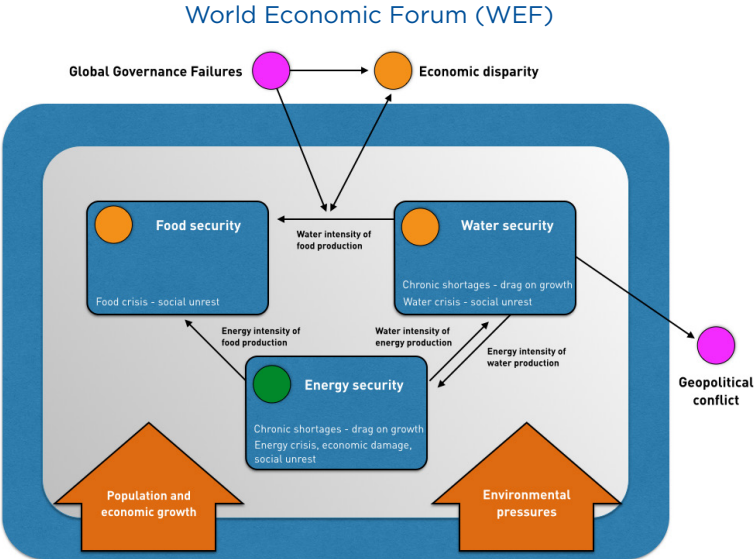 World Economic Forum (WEF)
Global Governance Failures
Economic disparity
Food security
Water security
Water intensity of
food production
Chronic shortages - drag on growth
Food crisis - social unrest
Water crisis - social unrest
Energy intensity of
food production
Water intensity of
energy production
Energy intensity of
water production
Geopolitical
conflict
Energy security
Chronic shortages - drag on growth
Energy crisis, economic damage,
social unrest
Population and
economic growth
Environmental
pressures